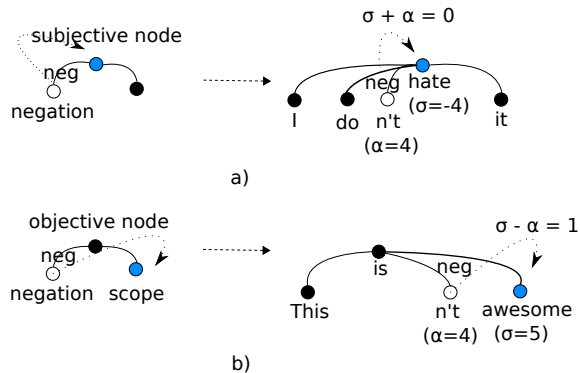 σ + α = 0
subjective node
neg
negation
neg
hate
(σ=-4)
I
do
n't
it
(α=4)
a)
objective node
neg
negation
scope
σ - α = 1
is
neg
This
n't
awesome
(α=4)
(σ=5)
b)